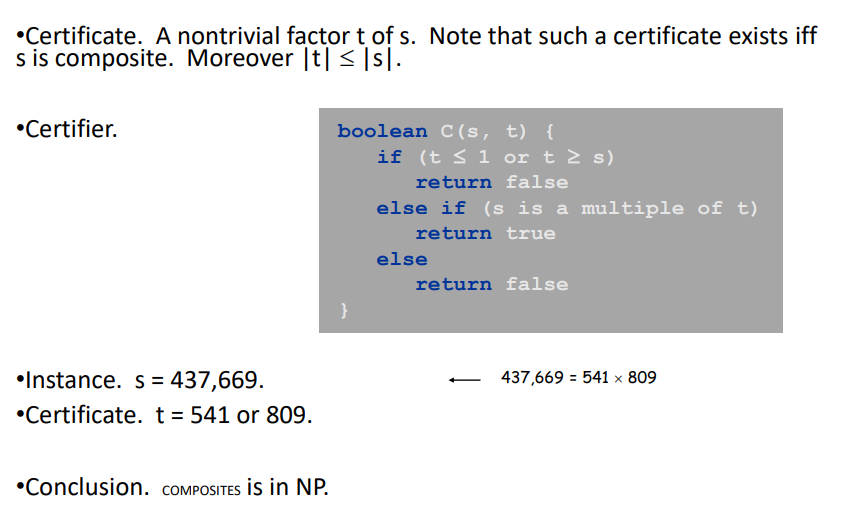 •Certificate. A nontrivial factor t of s. Note that such a certificate exists iff
s is composite. Moreover |t| ≤ |s|.
•Certifier.
boolean C(s, t) {
if (t ≤ 1 or t ≥ s)
return false
else if (s is a multiple of t)
return true
else
return false
}
•Instance. s = 437,669.
← 437,669 = 541 × 809
•Certificate. t = 541 or 809.
•Conclusion. COMPOSITES is in NP.